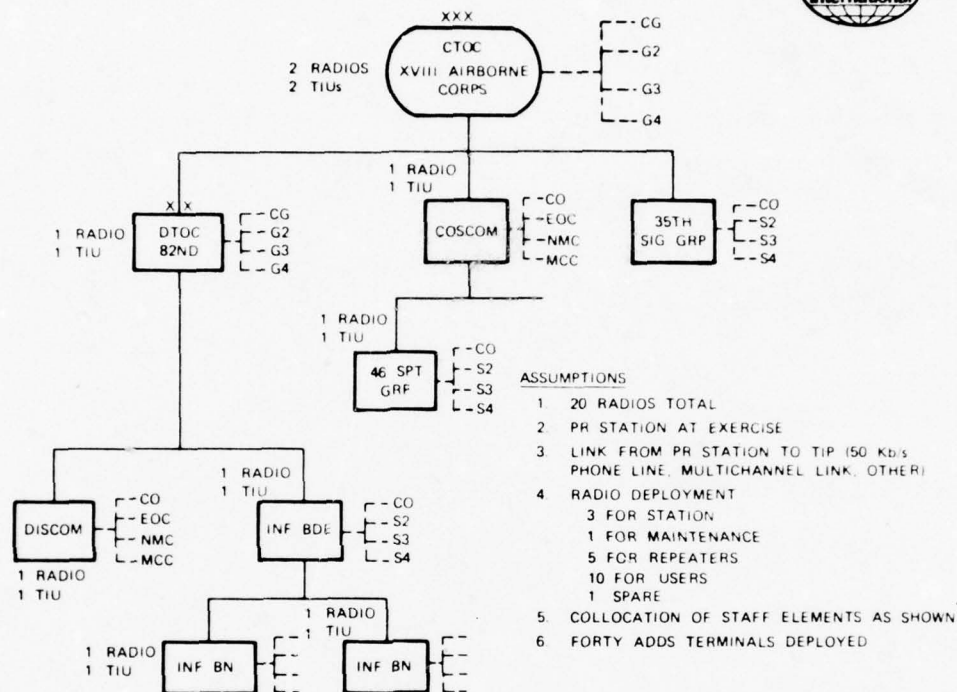 international
XXX
CTOC
XVIII AIRBORNE
CORPS
2 RADIOS
2 TIUs
CG
G2
G3
G4
XX
DTOC
82ND
1 RADIO
1 TIU
CG
G2
G3
G4
1 RADIO
1 TIU
COSCOM
CO
EOC
NMC
MCC
35TH
SIG GRP
CO
S2
S3
S4
1 RADIO
1 TIU
46 SPT
GRP
CO
S2
S3
S4
DISCOM
CO
EOC
NMC
MCC
1 RADIO
1 TIU
1 RADIO
1 TIU
INF BDE
CO
S2
S3
S4
1 RADIO
1 TIU
INF BN
1 RADIO
1 TIU
INF BN
ASSUMPTIONS
1. 20 RADIOS TOTAL
2. PR STATION AT EXERCISE
3. LINK FROM PR STATION TO TIP (50 Kb/s
PHONE LINE, MULTICHANNEL LINK, OTHER)
4. RADIO DEPLOYMENT
3 FOR STATION
1 FOR MAINTENANCE
5 FOR REPEATERS
10 FOR USERS
1 SPARE
5. COLLOCATION OF STAFF ELEMENTS AS SHOWN
6. FORTY ADDS TERMINALS DEPLOYED